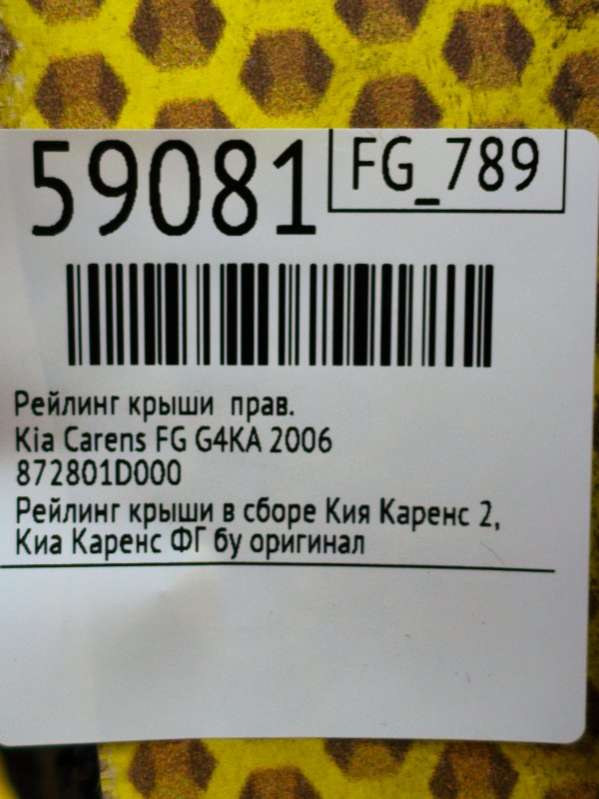 59081
FG_789
Рейлинг крыши прав.
Kia Carens FG G4KA 2006
872801D000
Рейлинг крыши в сборе Кия Каренс 2,
Киа Каренс ФГ бу оригинал